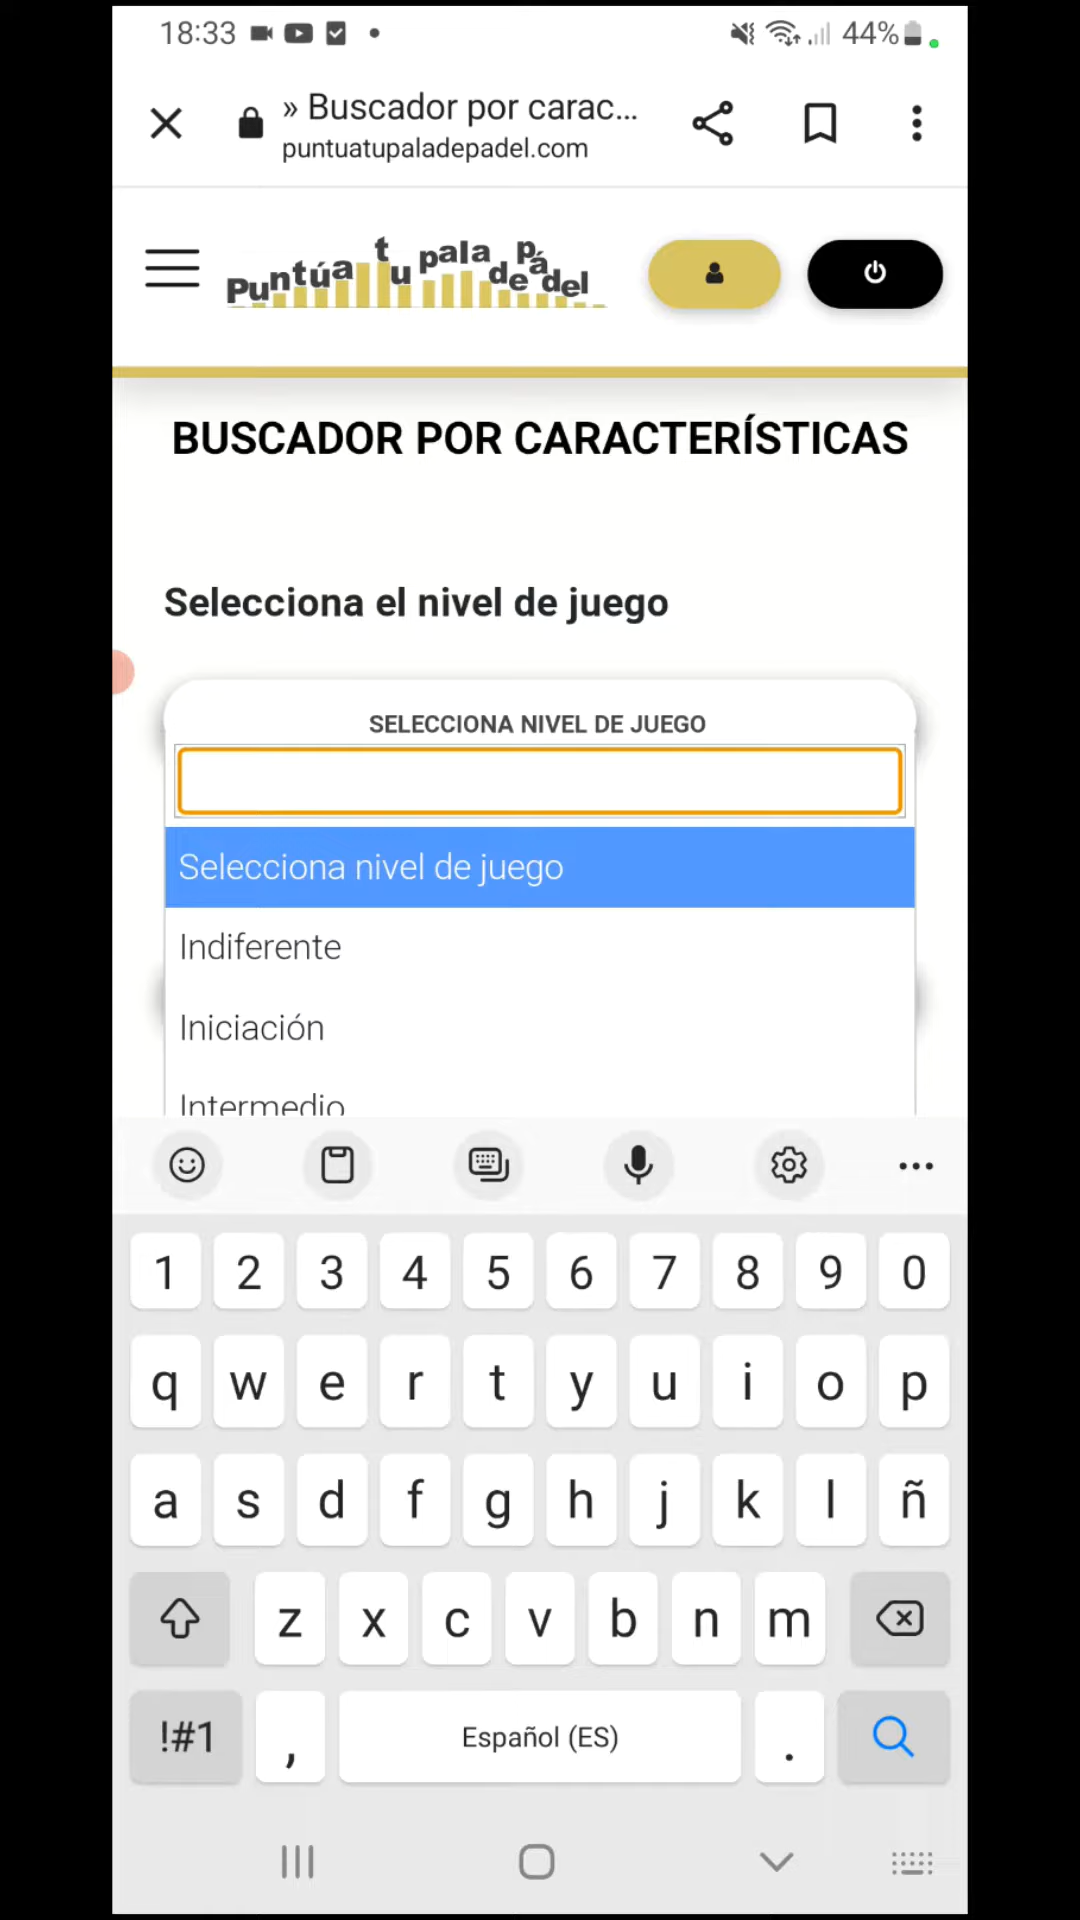 18:33
44%
» Buscador por carac...
puntuatupaladepadel.com
Puntúa tu pala de pádel
BUSCADOR POR CARACTERÍSTICAS
Selecciona el nivel de juego
SELECCIONA NIVEL DE JUEGO
Selecciona nivel de juego
Indiferente
Iniciación
Intermedio
1 2 3 4 5 6 7 8 9 0
q w e r t y u i o p
a s d f g h j k l ñ
z x c v b n m
!#1 , Español (ES) .